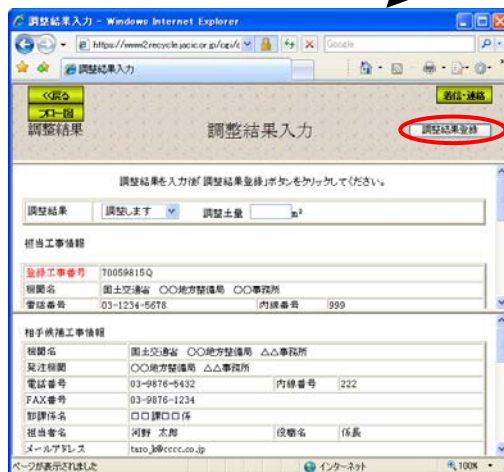 調整結果入力 - Windows Internet Explorer
https://www2.recycle.jacic.or.jp/cgi/c
Google
調整結果入力
<<戻る
フロー図
着信・連絡
調整結果
調整結果入力
調整結果登録
調整結果を入力後「調整結果登録」ボタンをクリックしてください。
調整結果 調整します 調整土量 m³
担当工事情報
登録工事番号 70059815Q
機関名 国土交通省 〇〇地方整備局 〇〇事務所
電話番号 03-1234-5678 内線番号 999
相手候補工事情報
機関名 国土交通省 〇〇地方整備局 △△事務所
発注機関 〇〇地方整備局 △△事務所
電話番号 03-9876-5432 内線番号 222
FAX番号 03-9876-1234
部課係名 □□課□□係
担当者名 河野 太郎 役職名 係長
メールアドレス taro_k@cccc.co.jp
ページが表示されました
インターネット
100%